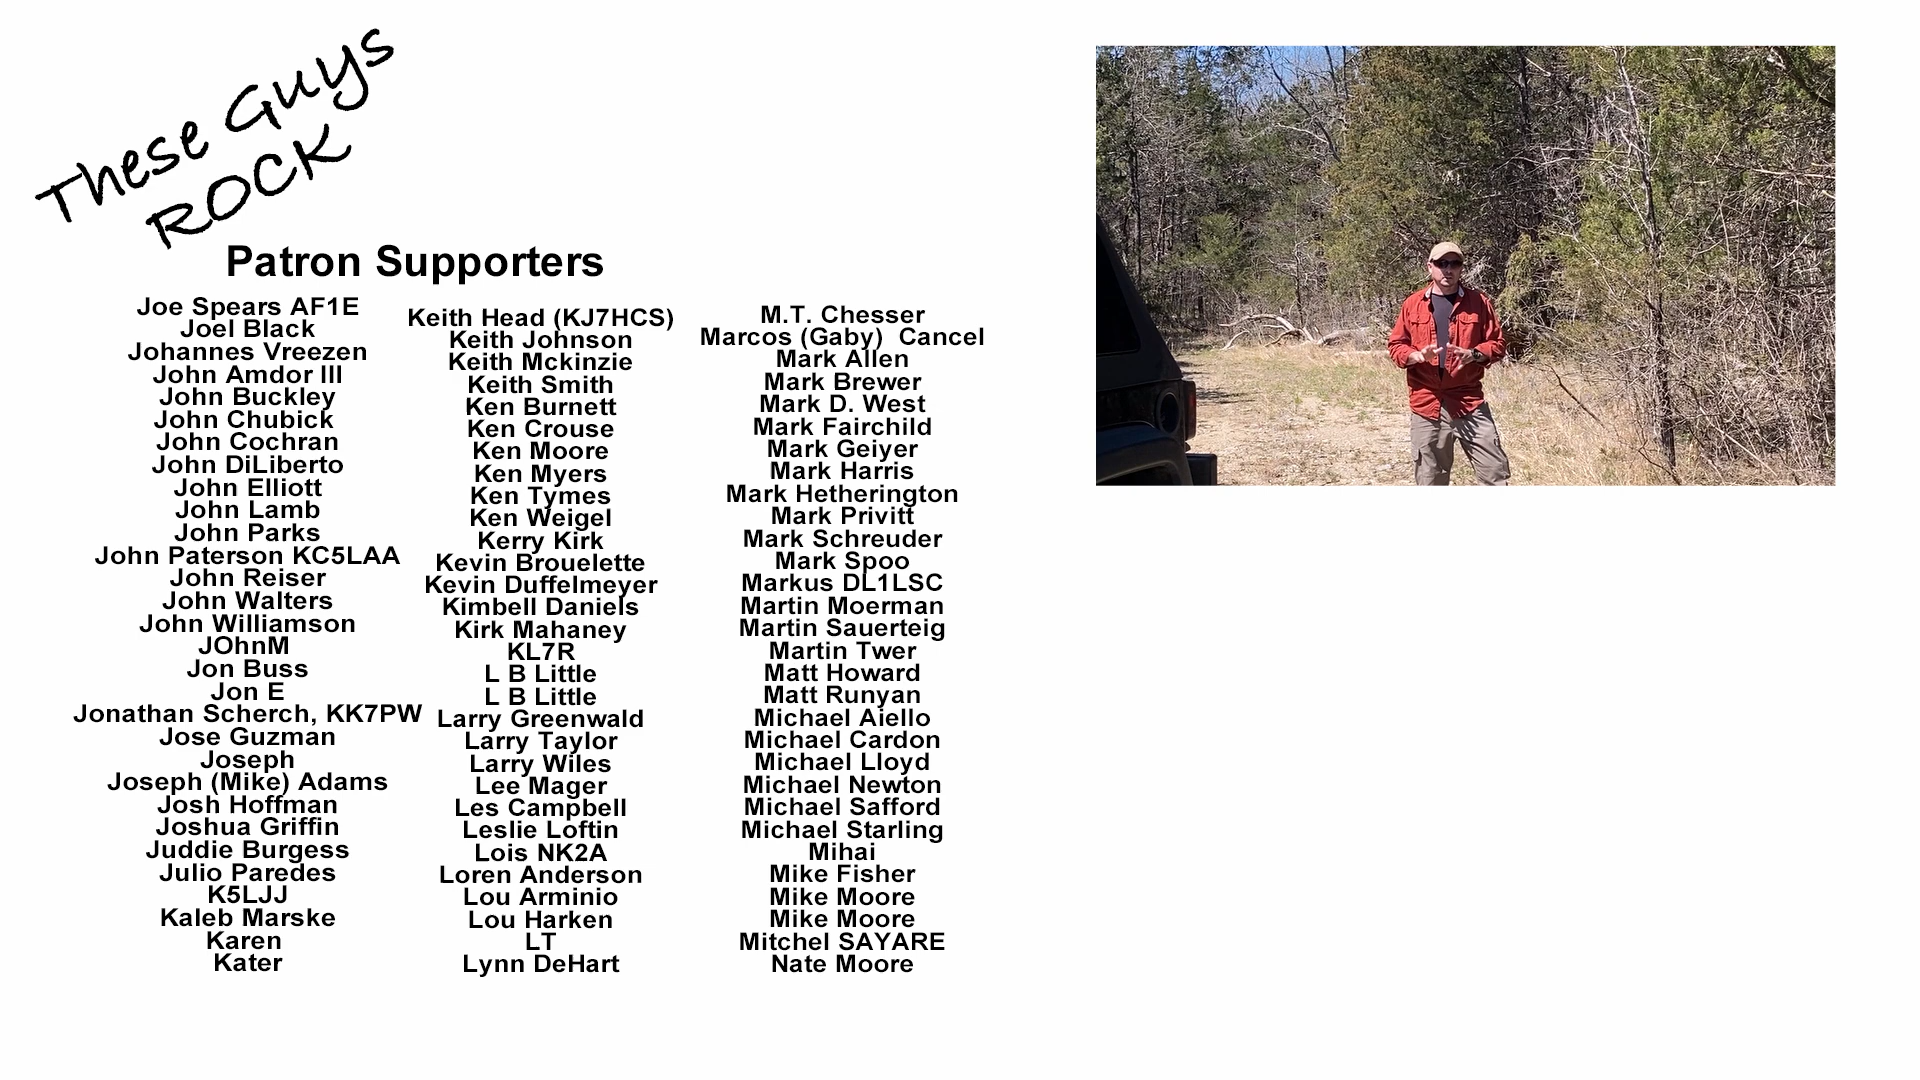 These Guys
ROCK
Patron Supporters
Joe Spears AF1E
Joel Black
Johannes Vreezen
John Amdor III
John Buckley
John Chubick
John Cochran
John DiLiberto
John Elliott
John Lamb
John Parks
John Paterson KC5LAA
John Reiser
John Walters
John Williamson
JOhnM
Jon Buss
Jon E
Jonathan Scherch, KK7PW
Jose Guzman
Joseph
Joseph (Mike) Adams
Josh Hoffman
Joshua Griffin
Juddie Burgess
Julio Paredes
K5LJJ
Kaleb Marske
Karen
Kater
Keith Head (KJ7HCS)
Keith Johnson
Keith Mckinzie
Keith Smith
Ken Burnett
Ken Crouse
Ken Moore
Ken Myers
Ken Tymes
Ken Weigel
Kerry Kirk
Kevin Brouelette
Kevin Duffelmeyer
Kimbell Daniels
Kirk Mahaney
KL7R
L B Little
L B Little
Larry Greenwald
Larry Taylor
Larry Wiles
Lee Mager
Les Campbell
Leslie Loftin
Lois NK2A
Loren Anderson
Lou Arminio
Lou Harken
LT
Lynn DeHart
M.T. Chesser
Marcos (Gaby)  Cancel
Mark Allen
Mark Brewer
Mark D. West
Mark Fairchild
Mark Geiyer
Mark Harris
Mark Hetherington
Mark Privitt
Mark Schreuder
Mark Spoo
Markus DL1LSC
Martin Moerman
Martin Sauerteig
Martin Twer
Matt Howard
Matt Runyan
Michael Aiello
Michael Cardon
Michael Lloyd
Michael Newton
Michael Safford
Michael Starling
Mihai
Mike Fisher
Mike Moore
Mike Moore
Mitchel SAYARE
Nate Moore